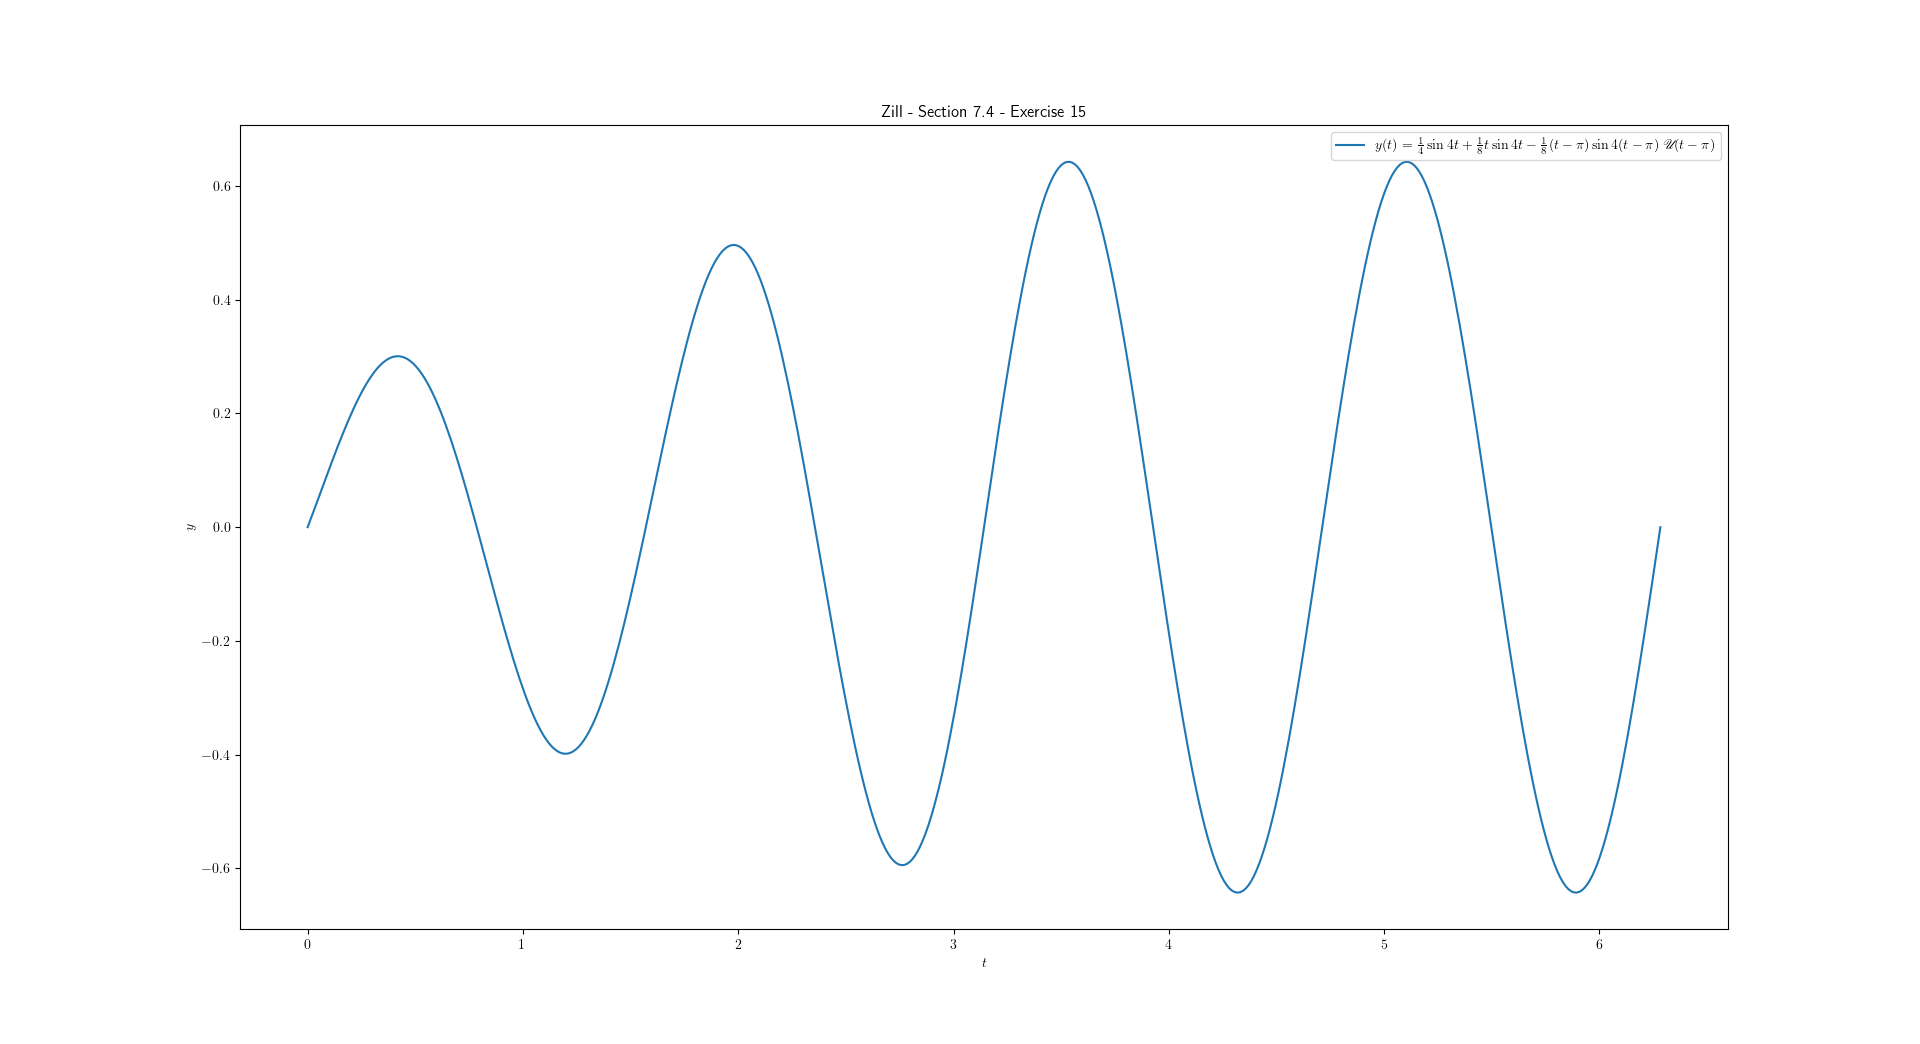 Zill - Section 7.4 - Exercise 15
y(t) = 1/4 sin 4t + 1/8 t sin 4t − 1/8 (t − π) sin 4(t − π) 𝒰(t − π)
0.6
0.4
0.2
0.0
−0.2
−0.4
−0.6
y
0 1 2 3 4 5 6
t